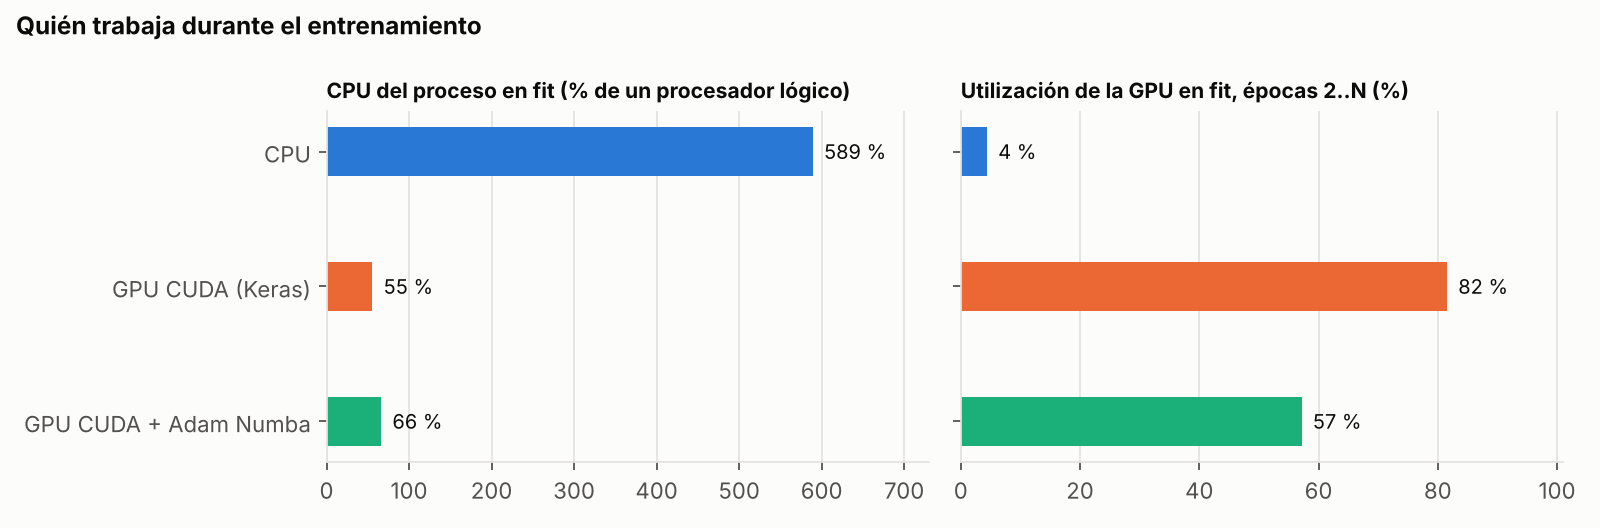 Quién trabaja durante el entrenamiento
CPU del proceso en fit (% de un procesador lógico)
CPU
589 %
GPU CUDA (Keras)
55 %
GPU CUDA + Adam Numba
66 %
0 100 200 300 400 500 600 700
Utilización de la GPU en fit, épocas 2..N (%)
4 %
82 %
57 %
0 20 40 60 80 100